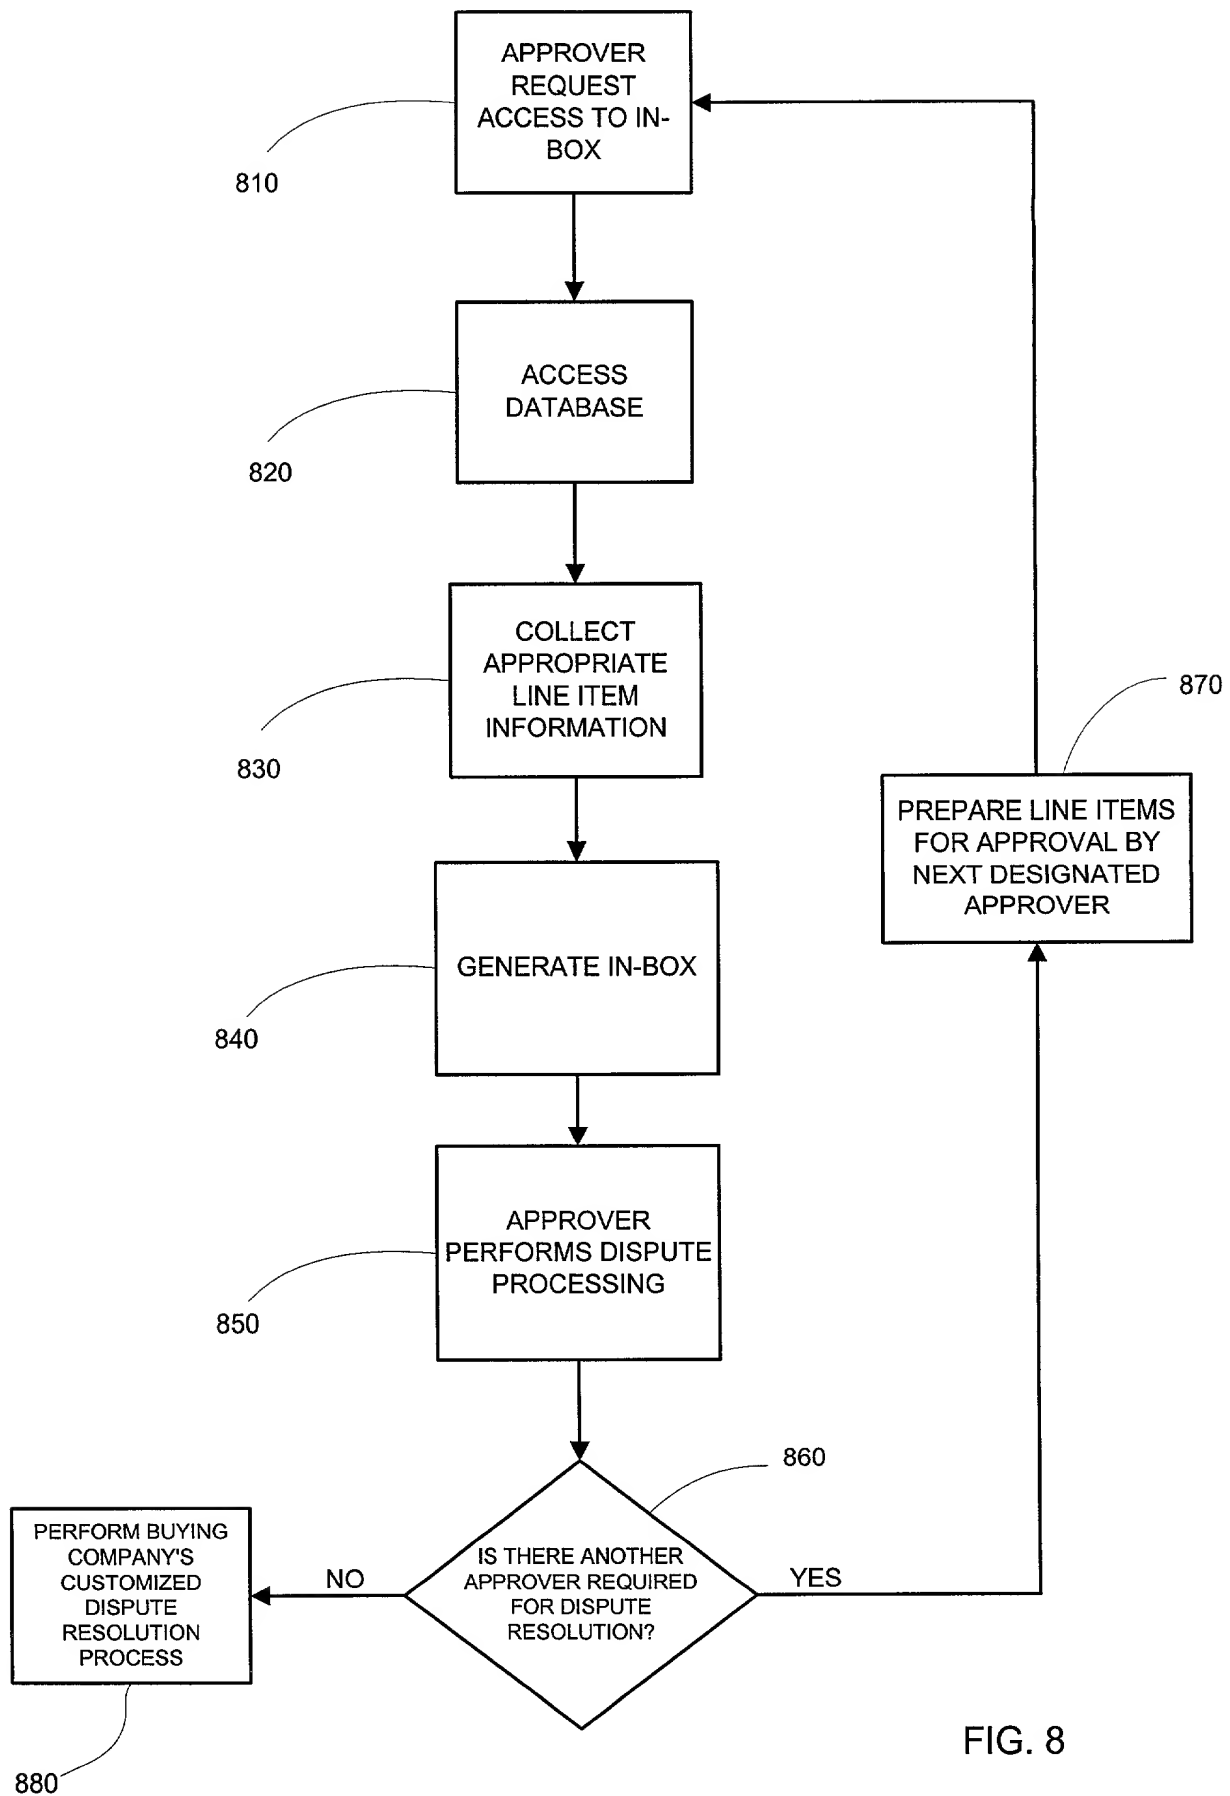 APPROVER
REQUEST
ACCESS TO IN-
BOX
810
ACCESS
DATABASE
820
COLLECT
APPROPRIATE
LINE ITEM
INFORMATION
830
870
PREPARE LINE ITEMS
FOR APPROVAL BY
NEXT DESIGNATED
APPROVER
GENERATE IN-BOX
840
APPROVER
PERFORMS DISPUTE
PROCESSING
850
860
IS THERE ANOTHER
APPROVER REQUIRED
FOR DISPUTE
RESOLUTION?
YES
NO
PERFORM BUYING
COMPANY'S
CUSTOMIZED
DISPUTE
RESOLUTION
PROCESS
880
FIG. 8